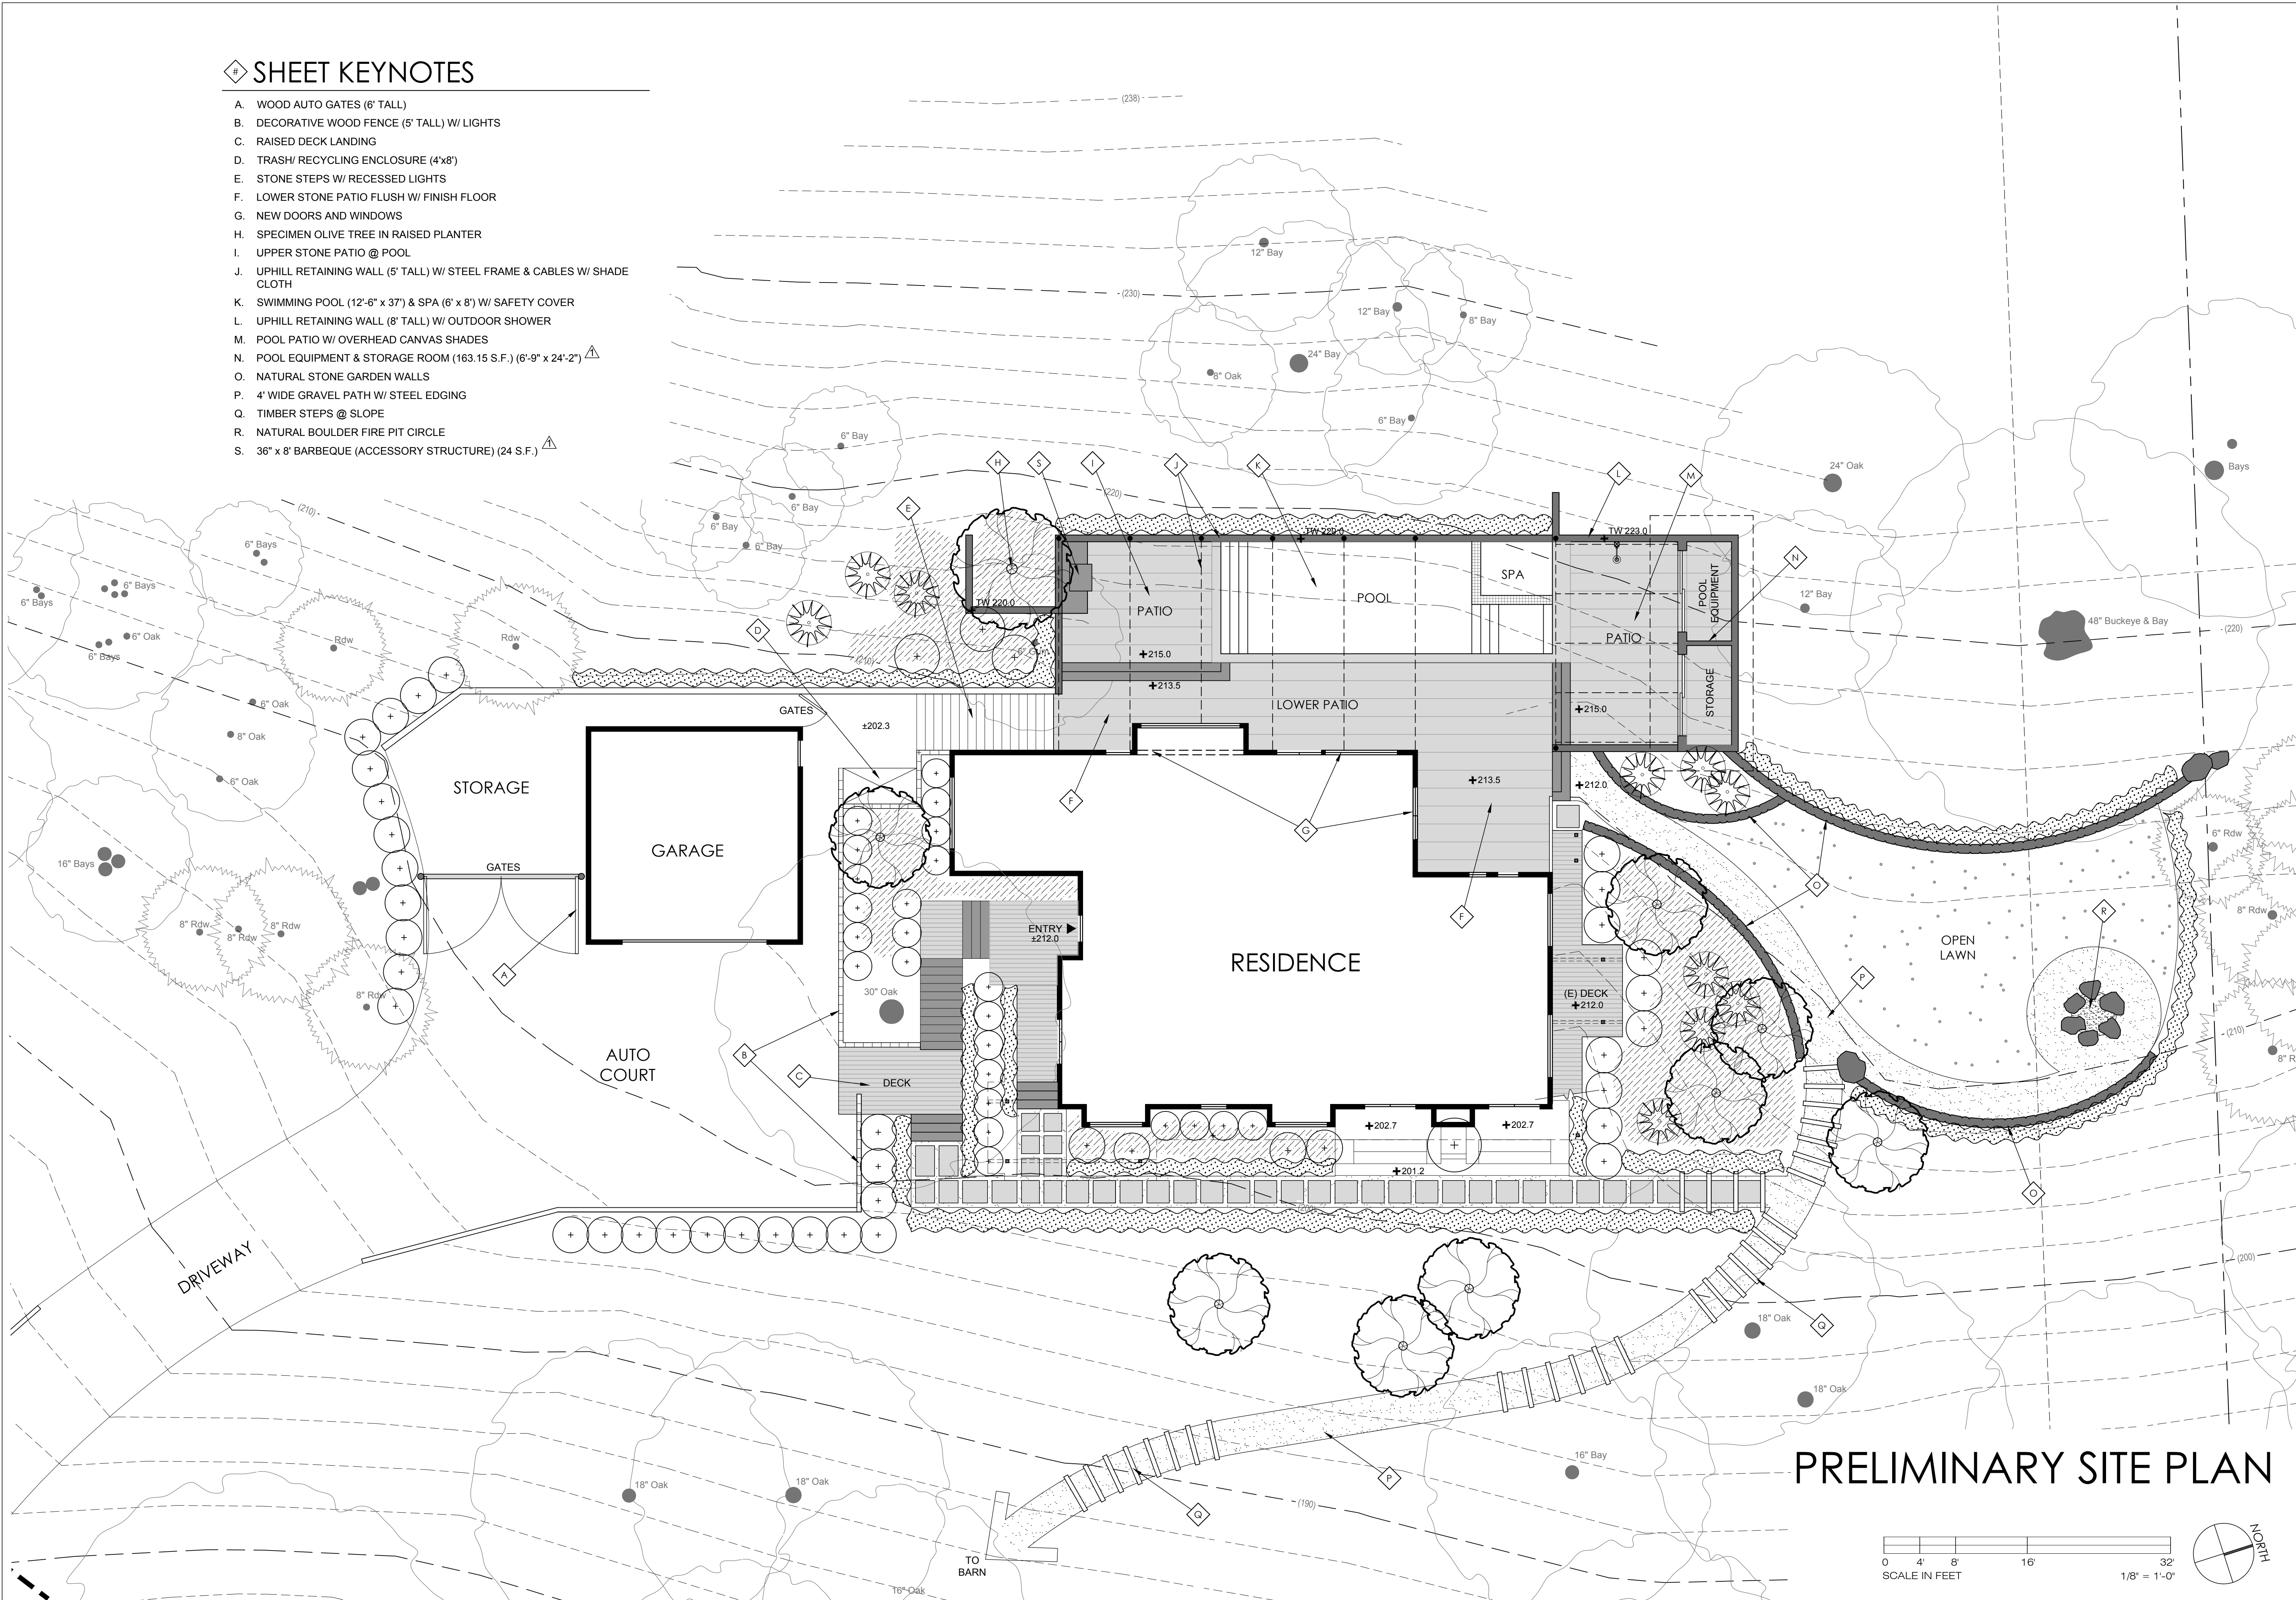 # SHEET KEYNOTES
A. WOOD AUTO GATES (6' TALL)
B. DECORATIVE WOOD FENCE (5' TALL) W/ LIGHTS
C. RAISED DECK LANDING
D. TRASH/ RECYCLING ENCLOSURE (4'x8')
E. STONE STEPS W/ RECESSED LIGHTS
F. LOWER STONE PATIO FLUSH W/ FINISH FLOOR
G. NEW DOORS AND WINDOWS
H. SPECIMEN OLIVE TREE IN RAISED PLANTER
I. UPPER STONE PATIO @ POOL
J. UPHILL RETAINING WALL (5' TALL) W/ STEEL FRAME & CABLES W/ SHADE
CLOTH
K. SWIMMING POOL (12'-6" x 37') & SPA (6' x 8') W/ SAFETY COVER
L. UPHILL RETAINING WALL (8' TALL) W/ OUTDOOR SHOWER
M. POOL PATIO W/ OVERHEAD CANVAS SHADES
N. POOL EQUIPMENT & STORAGE ROOM (163.15 S.F.) (6'-9" x 24'-2") 1
O. NATURAL STONE GARDEN WALLS
P. 4' WIDE GRAVEL PATH W/ STEEL EDGING
Q. TIMBER STEPS @ SLOPE
R. NATURAL BOULDER FIRE PIT CIRCLE
S. 36" x 8' BARBEQUE (ACCESSORY STRUCTURE) (24 S.F.) 1
(238)
12" Bay
(230)
12" Bay
8" Bay
24" Bay
8" Oak
6" Bay
6" Bay
24" Oak
Bays
H
S
I
J
K
L
M
(220)
6" Bay
E
(210)
6" Bay
TW 220.0
TW 223.0
6" Bays
6" Bay
N
SPA
6" Bays
POOL
EQUIPMENT
6" Bays
TW 220.0
POOL
12" Bay
PATIO
48" Buckeye & Bay
(220)
D
6" Oak
Rdw
Rdw
PATIO
6" Bays
(210)
+215.0
+213.5
STORAGE
6" Oak
GATES
LOWER PATIO
+215.0
±202.3
8" Oak
STORAGE
6" Oak
+213.5
+212.0
F
G
6" Rdw
GARAGE
16" Bays
GATES
O
8" Rdw
8" Rdw
8" Rdw
8" Rdw
F
R
ENTRY
±212.0
OPEN
LAWN
RESIDENCE
A
P
8" Rdw
30" Oak
(E) DECK
+212.0
(210)
B
AUTO
COURT
C
DECK
+202.7
+202.7
+201.2
O
DRIVEWAY
(200)
18" Oak
Q
18" Oak
16" Bay
P
18" Oak
18" Oak
(190)
Q
TO
BARN
16" Oak
PRELIMINARY SITE PLAN
0 4' 8' 16' 32'
SCALE IN FEET
1/8" = 1'-0"
NORTH